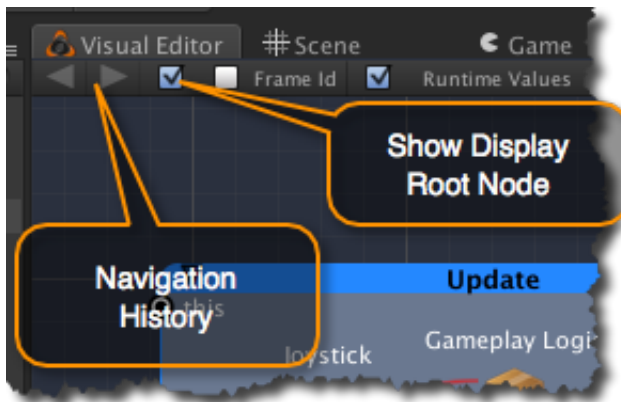 Visual Editor Scene Game
Frame Id Runtime Values
Show Display
Root Node
Navigation
History
Update
this
Joystick
Gameplay Logi